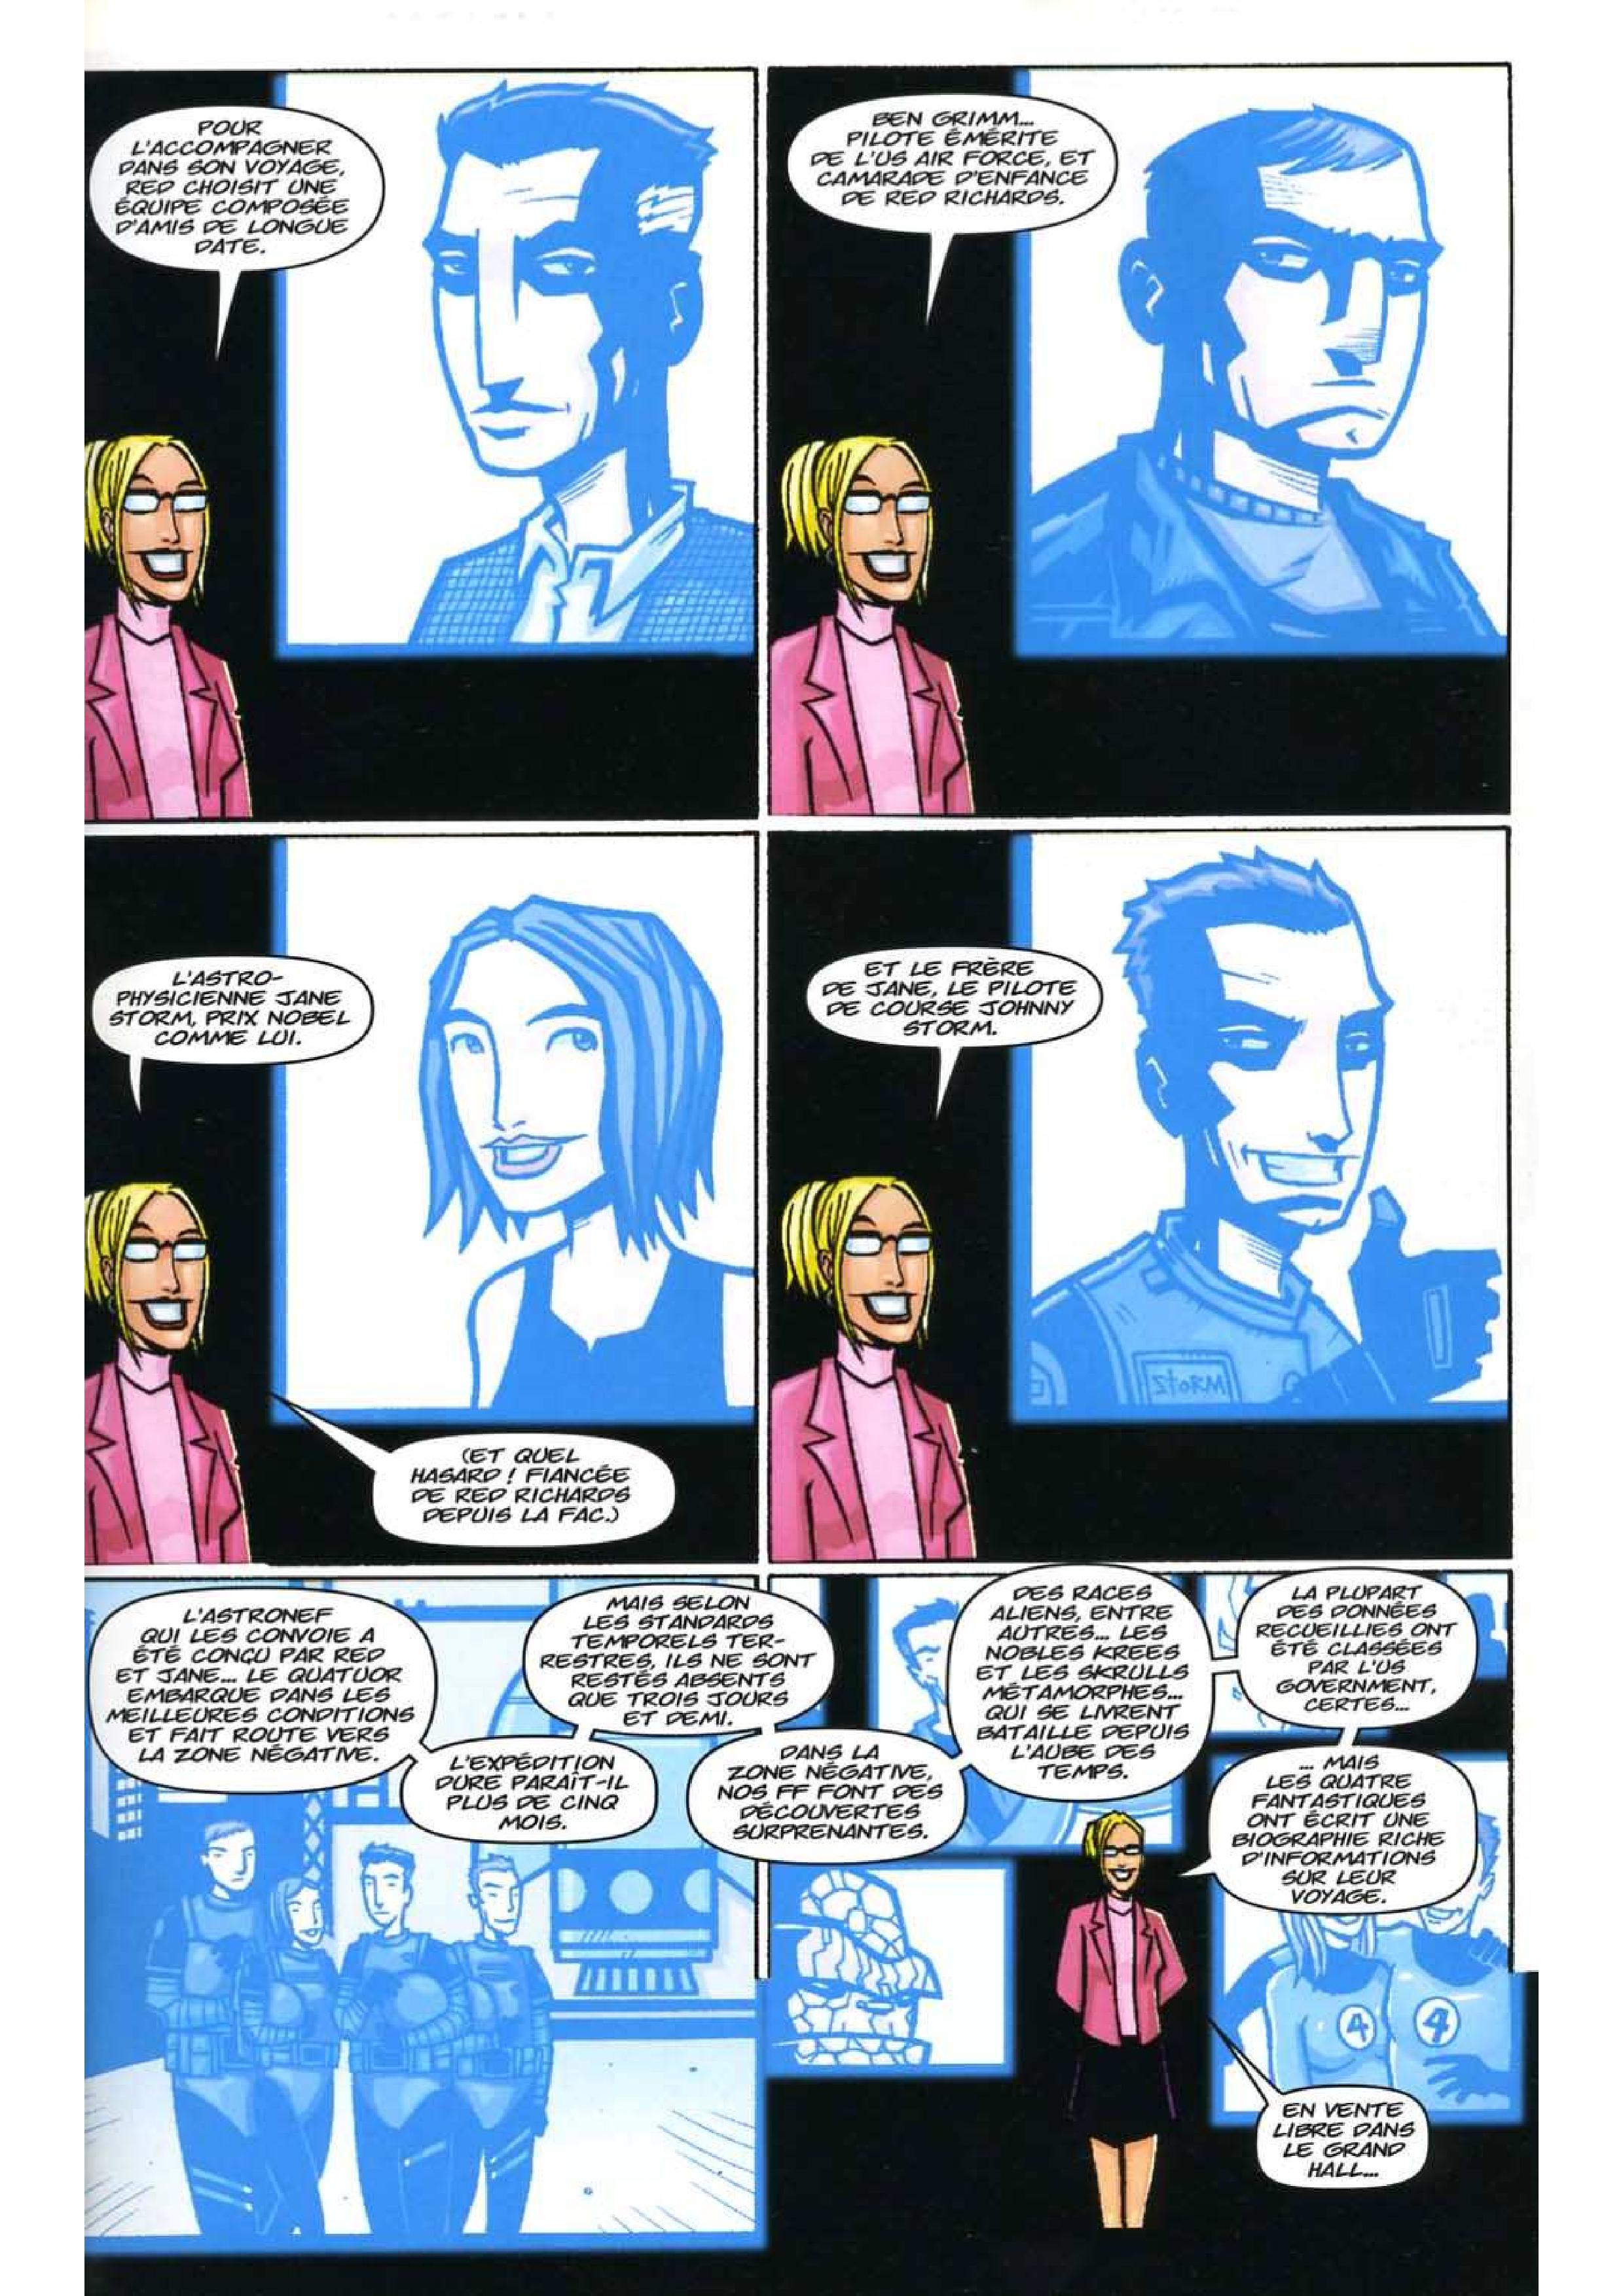 POUR
L'ACCOMPAGNER
DANS SON VOYAGE,
RED CHOISIT UNE
ÉQUIPE COMPOSÉE
D'AMIS DE LONGUE
DATE.
BEN GRIMM...
PILOTE ÉMÉRITE
DE L'US AIR FORCE, ET
CAMARADE D'ENFANCE
DE RED RICHARDS.
L'ASTRO-
PHYSICIENNE JANE
STORM, PRIX NOBEL
COMME LUI.
(ET QUEL
HASARD ! FIANCÉE
DE RED RICHARDS
DEPUIS LA FAC.)
ET LE FRÈRE
DE JANE, LE PILOTE
DE COURSE JOHNNY
STORM.
STORM
L'ASTRONEF
QUI LES CONVOIE A
ÉTÉ CONÇU PAR RED
ET JANE... LE QUATUOR
EMBARQUE DANS LES
MEILLEURES CONDITIONS
ET FAIT ROUTE VERS
LA ZONE NÉGATIVE.
L'EXPÉDITION
DURE PARAÎT-IL
PLUS DE CINQ
MOIS.
MAIS SELON
LES STANDARDS
TEMPORELS TER-
RESTRES, ILS NE SONT
RESTÉS ABSENTS
QUE TROIS JOURS
ET DEMI.
DANS LA
ZONE NÉGATIVE,
NOS FF FONT DES
DÉCOUVERTES
SURPRENANTES.
DES RACES
ALIENS, ENTRE
AUTRES... LES
NOBLES KREES
ET LES SKRULLS
MÉTAMORPHES...
QUI SE LIVRENT
BATAILLE DEPUIS
L'AUBE DES
TEMPS.
LA PLUPART
DES DONNÉES
RECUEILLIES ONT
ÉTÉ CLASSÉES
PAR L'US
GOVERNMENT,
CERTES...
... MAIS
LES QUATRE
FANTASTIQUES
ONT ÉCRIT UNE
BIOGRAPHIE RICHE
D'INFORMATIONS
SUR LEUR
VOYAGE.
4 4
EN VENTE
LIBRE DANS
LE GRAND
HALL...